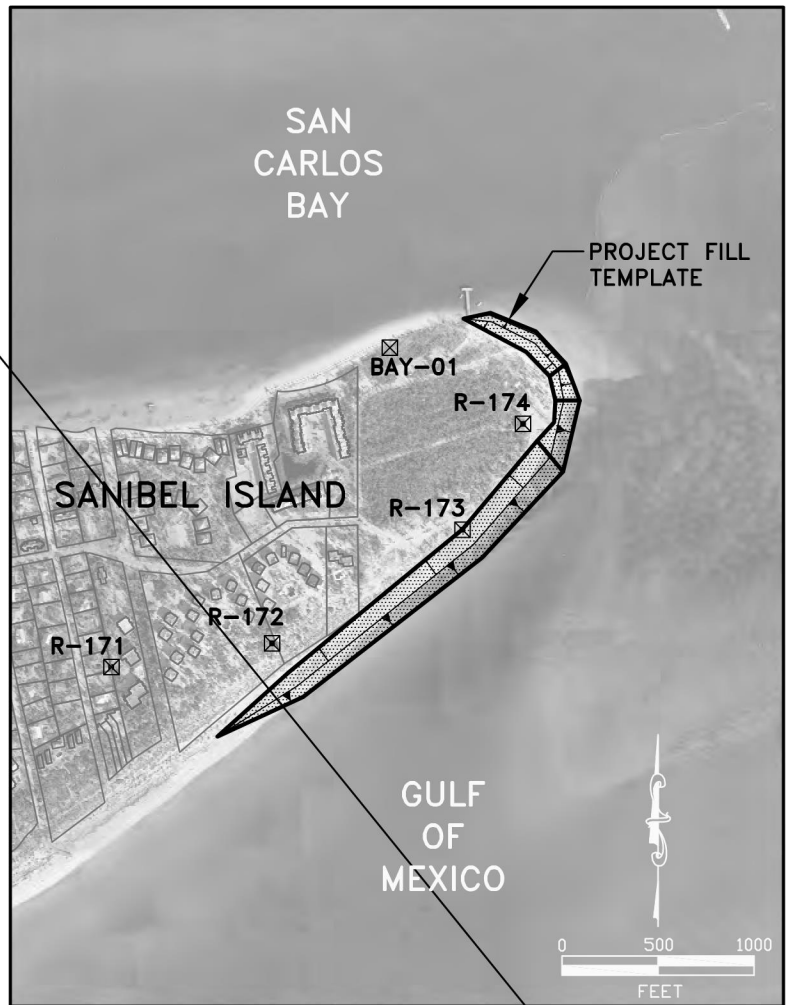 SAN
CARLOS
BAY
PROJECT FILL
TEMPLATE
BAY-01
R-174
SANIBEL ISLAND
R-173
R-172
R-171
GULF
OF
MEXICO
0 500 1000
FEET